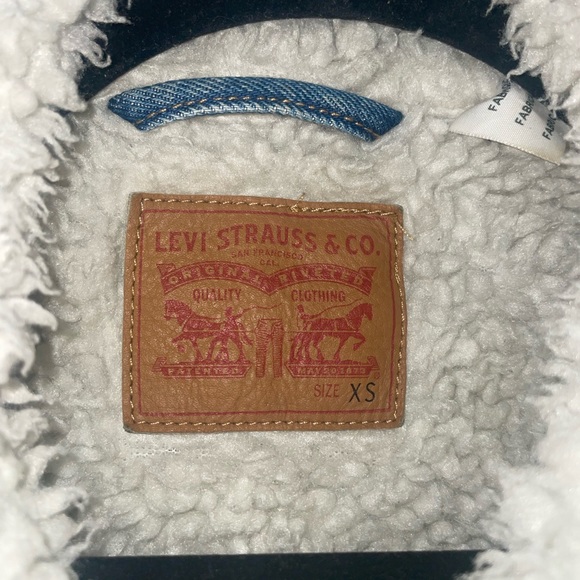 LEVI STRAUSS & CO.
SAN FRANCISCO
CAL.
ORIGINAL RIVETED
QUALITY CLOTHING
PATENTED MAY 20 1873
SIZE XS